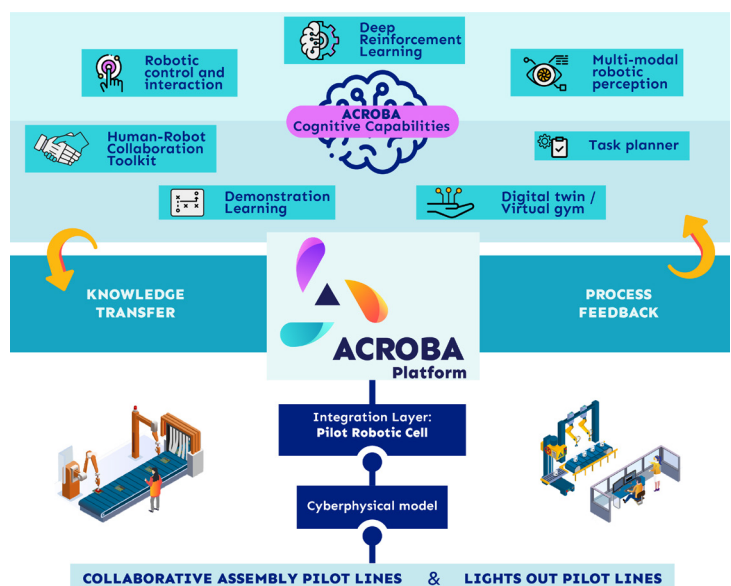 Deep
Reinforcement
Learning
Robotic
control and
interaction
Multi-modal
robotic
perception
ACROBA
Cognitive Capabilities
Human-Robot
Collaboration
Toolkit
Task planner
Demonstration
Learning
Digital twin /
Virtual gym
KNOWLEDGE
TRANSFER
PROCESS
FEEDBACK
ACROBA
Platform
Integration Layer:
Pilot Robotic Cell
Cyberphysical model
COLLABORATIVE ASSEMBLY PILOT LINES & LIGHTS OUT PILOT LINES